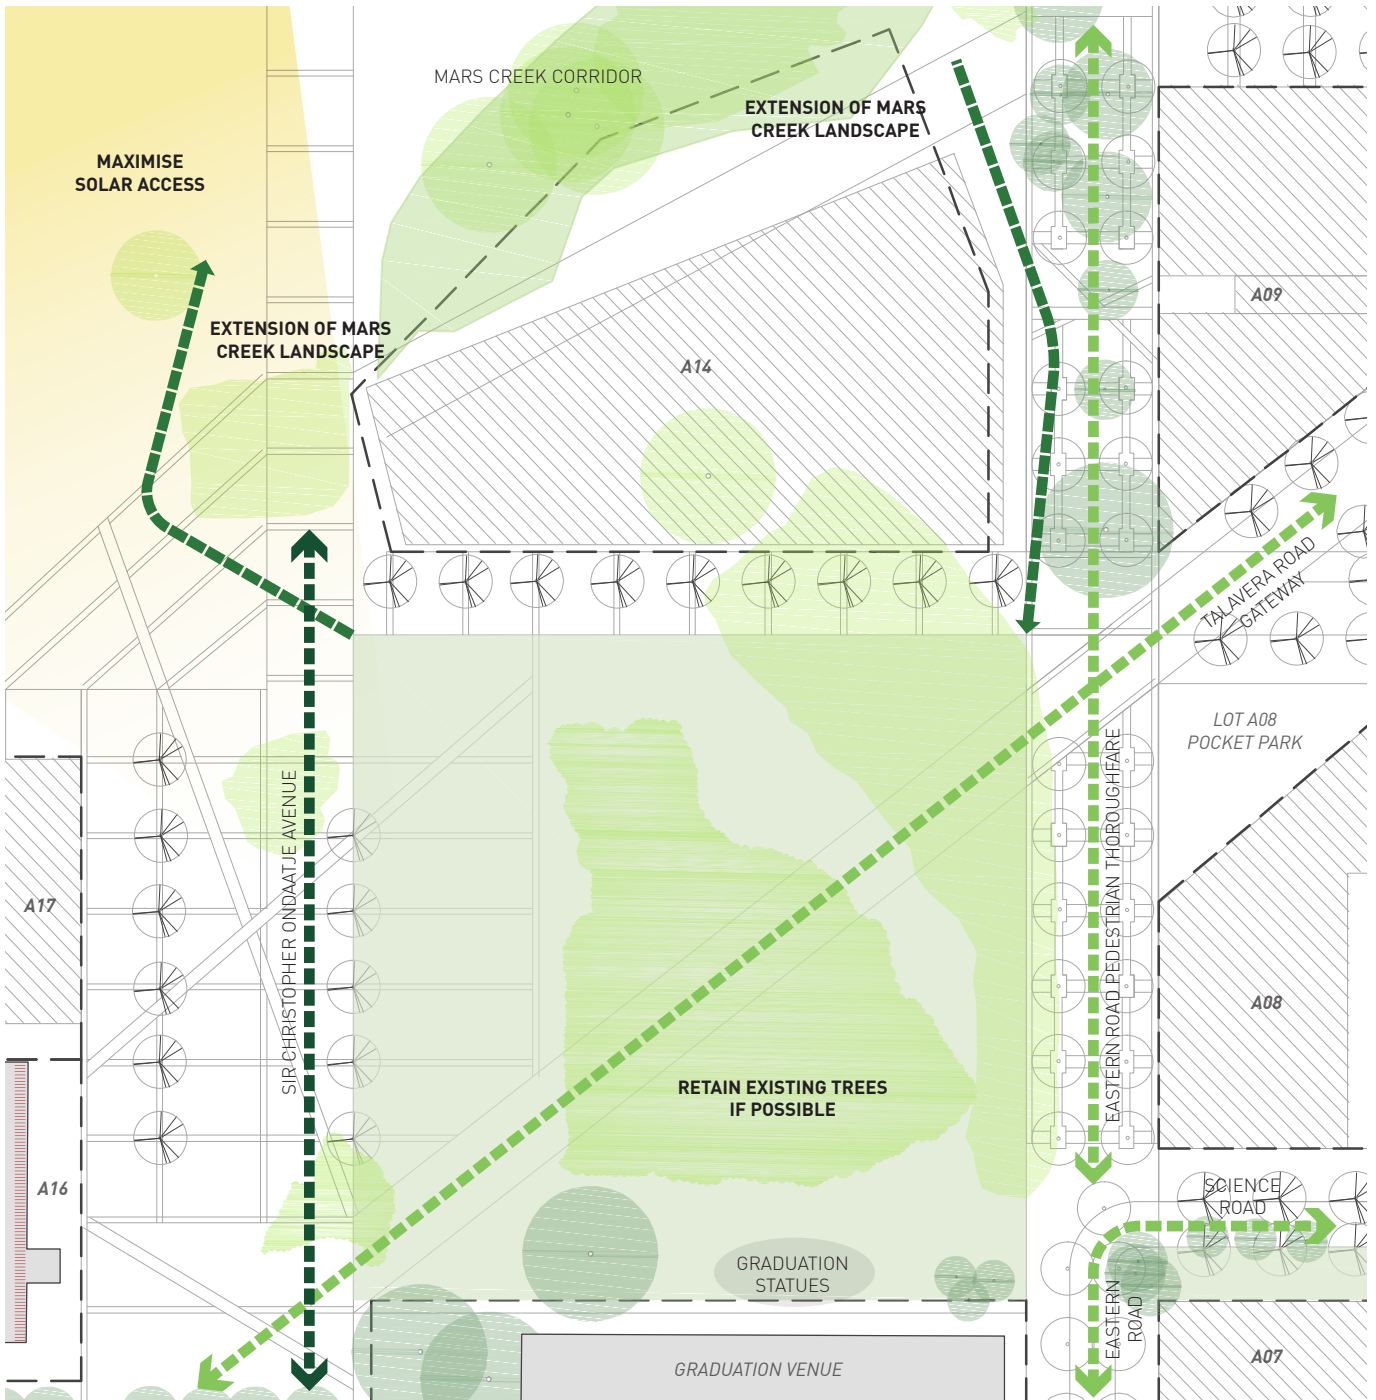 MARS CREEK CORRIDOR
EXTENSION OF MARS
CREEK LANDSCAPE
MAXIMISE
SOLAR ACCESS
A09
EXTENSION OF MARS
CREEK LANDSCAPE
A14
TALAVERA ROAD
GATEWAY
LOT A08
POCKET PARK
SIR CHRISTOPHER ONDAATJE AVENUE
EASTERN ROAD PEDESTRIAN THOROUGHFARE
A17
A08
RETAIN EXISTING TREES
IF POSSIBLE
A16
SCIENCE
ROAD
GRADUATION
STATUES
EASTERN
ROAD
A07
GRADUATION VENUE